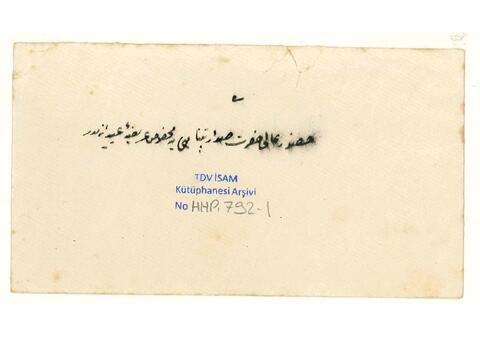 حضور عالی حضرت صدارتپناهی یه مخصوص عریضهٔ عبیدانه مدر
TDV İSAM
Kütüphanesi Arşivi
No HHP. 792-1